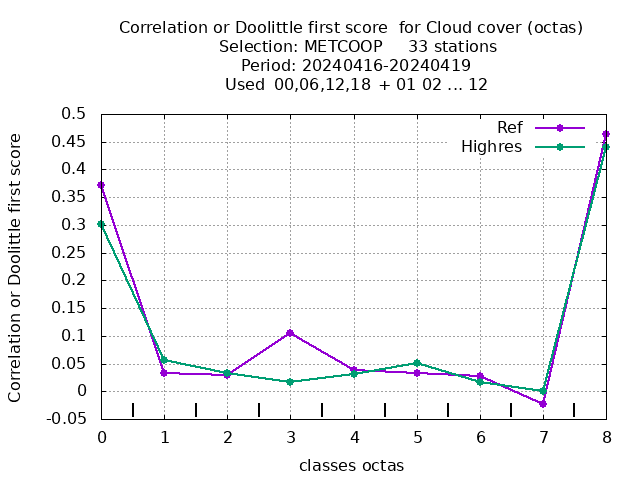 Correlation or Doolittle first score  for Cloud cover (octas)
Selection: METCOOP     33 stations
Period: 20240416-20240419
Used  00,06,12,18 + 01 02 ... 12
Correlation or Doolittle first score
0.5
0.45
0.4
0.35
0.3
0.25
0.2
0.15
0.1
0.05
0
-0.05
Ref
Highres
0 1 2 3 4 5 6 7 8
classes octas